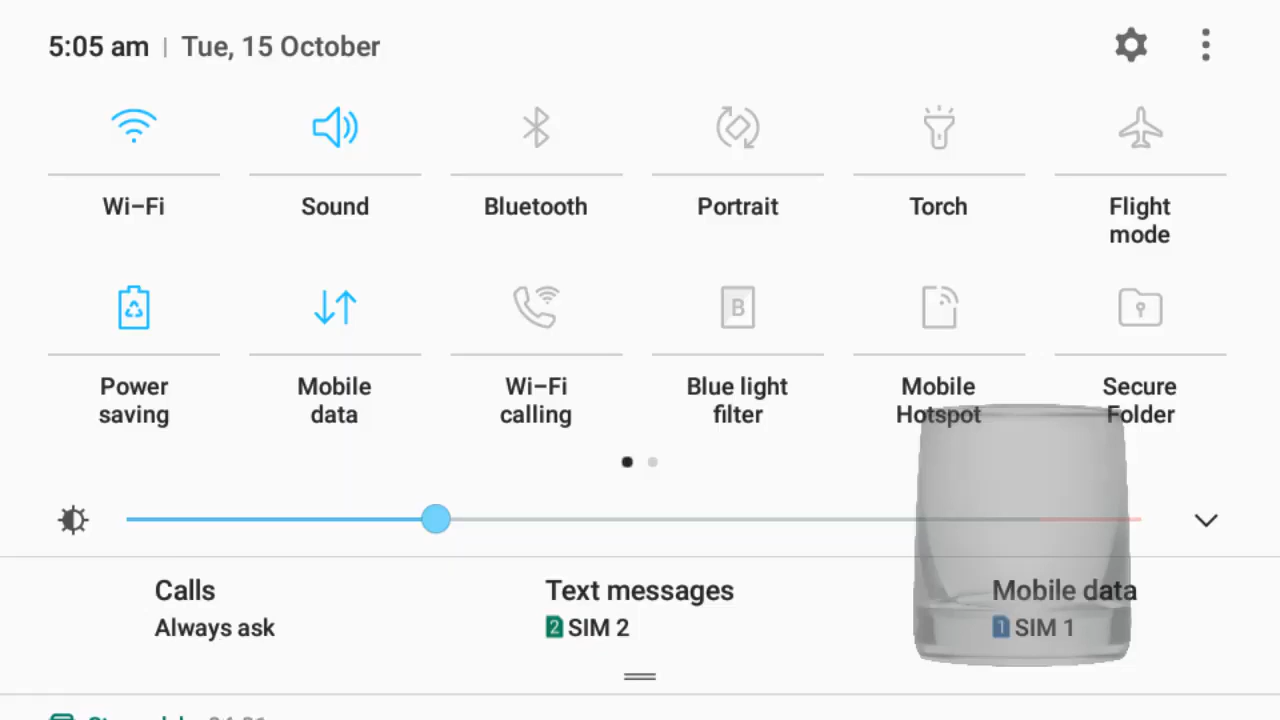 5:05 am | Tue, 15 October
Wi-Fi Sound Bluetooth Portrait Torch Flight mode
Power saving Mobile data Wi-Fi calling Blue light filter Mobile Hotspot Secure Folder
B
Calls Text messages Mobile data
Always ask 2 SIM 2 1 SIM 1